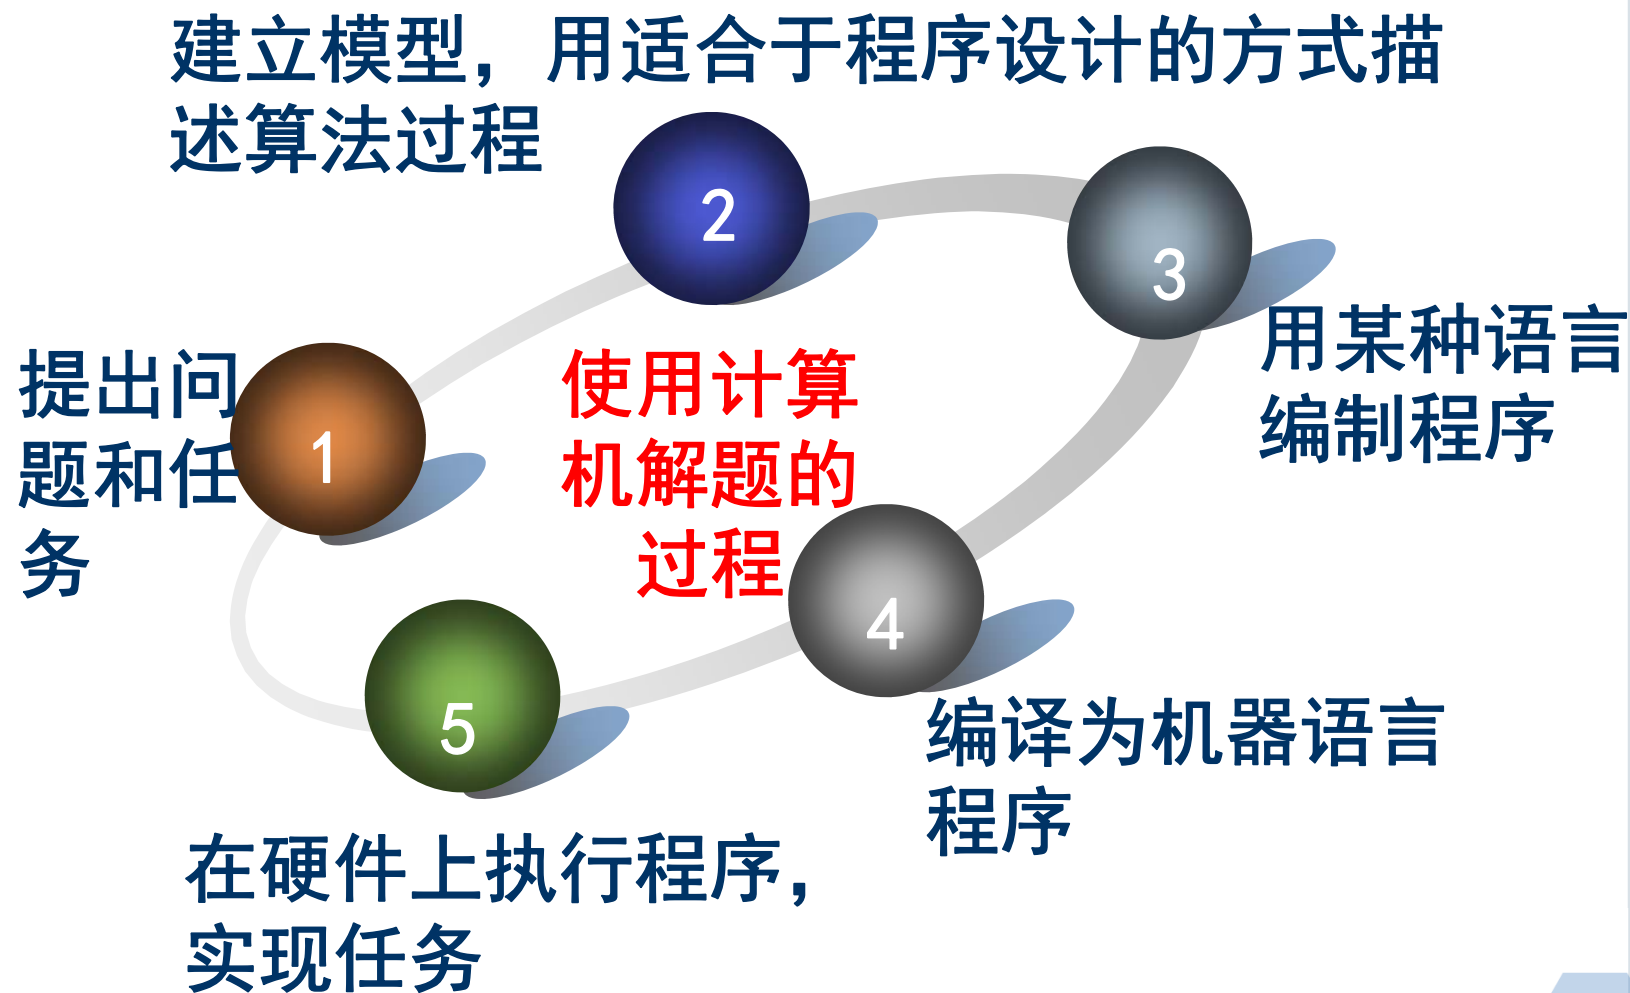 建立模型，用适合于程序设计的方式描
述算法过程
2
3
用某种语言
编制程序
提出问
题和任
务
1
使用计算
机解题的
过程
4
编译为机器语言
程序
5
在硬件上执行程序，
实现任务